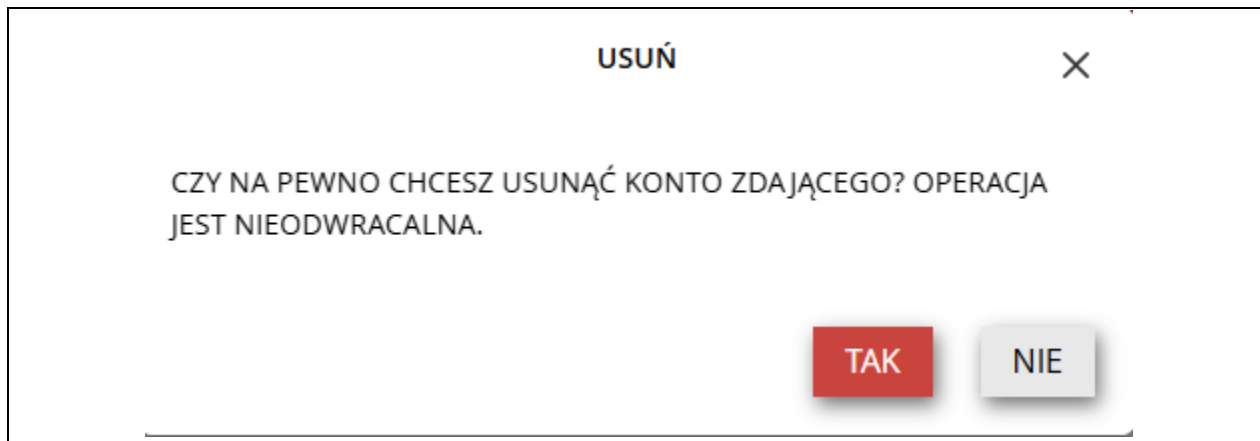 USUŃ
CZY NA PEWNO CHCESZ USUNĄĆ KONTO ZDAJĄCEGO? OPERACJA
JEST NIEODWRACALNA.
TAK NIE